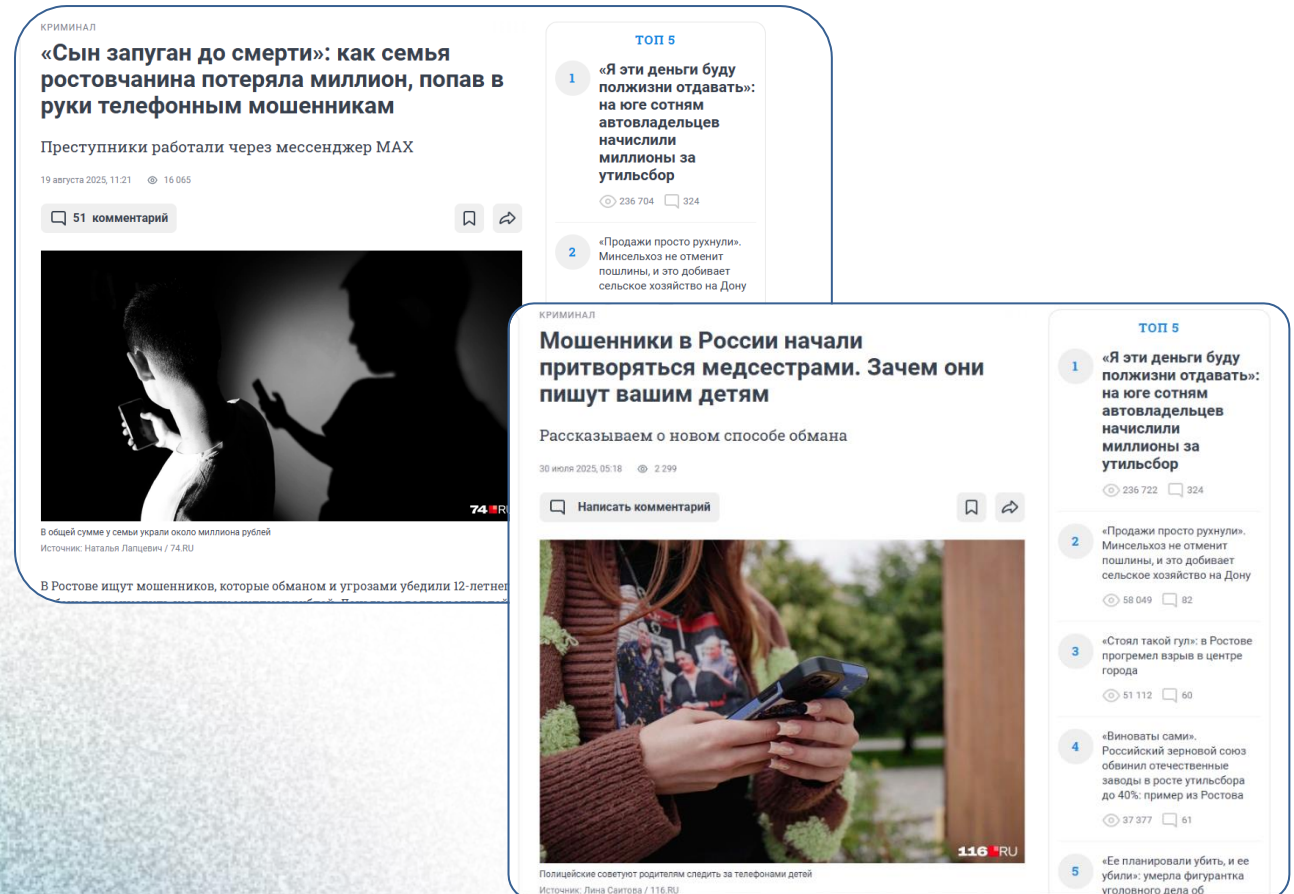 КРИМИНАЛ
«Сын запуган до смерти»: как семья
ростовчанина потеряла миллион, попав в
руки телефонным мошенникам
Преступники работали через мессенджер MAX
19 августа 2025, 11:21 16 065
51 комментарий
74 RU
В общей сумме у семьи украли около миллиона рублей
Источник: Наталья Лапцевич / 74.RU
В Ростове ищут мошенников, которые обманом и угрозами убедили 12-летнег
ТОП 5
1
«Я эти деньги буду
полжизни отдавать»:
на юге сотням
автовладельцев
начислили
миллионы за
утильсбор
236 704 324
2
«Продажи просто рухнули».
Минсельхоз не отменит
пошлины, и это добивает
сельское хозяйство на Дону
КРИМИНАЛ
Мошенники в России начали
притворяться медсестрами. Зачем они
пишут вашим детям
Рассказываем о новом способе обмана
30 июля 2025, 05:18 2 299
Написать комментарий
116 RU
Полицейские советуют родителям следить за телефонами детей
Источник: Лина Саитова / 116.RU
ТОП 5
1
«Я эти деньги буду
полжизни отдавать»:
на юге сотням
автовладельцев
начислили
миллионы за
утильсбор
236 722 324
2
«Продажи просто рухнули».
Минсельхоз не отменит
пошлины, и это добивает
сельское хозяйство на Дону
58 049 82
3
«Стоял такой гул»: в Ростове
прогремел взрыв в центре
города
51 112 60
4
«Виноваты сами».
Российский зерновой союз
обвинил отечественные
заводы в росте утильсбора
до 40%: пример из Ростова
37 377 61
5
«Ее планировали убить, и ее
убили»: умерла фигурантка
уголовного дела об